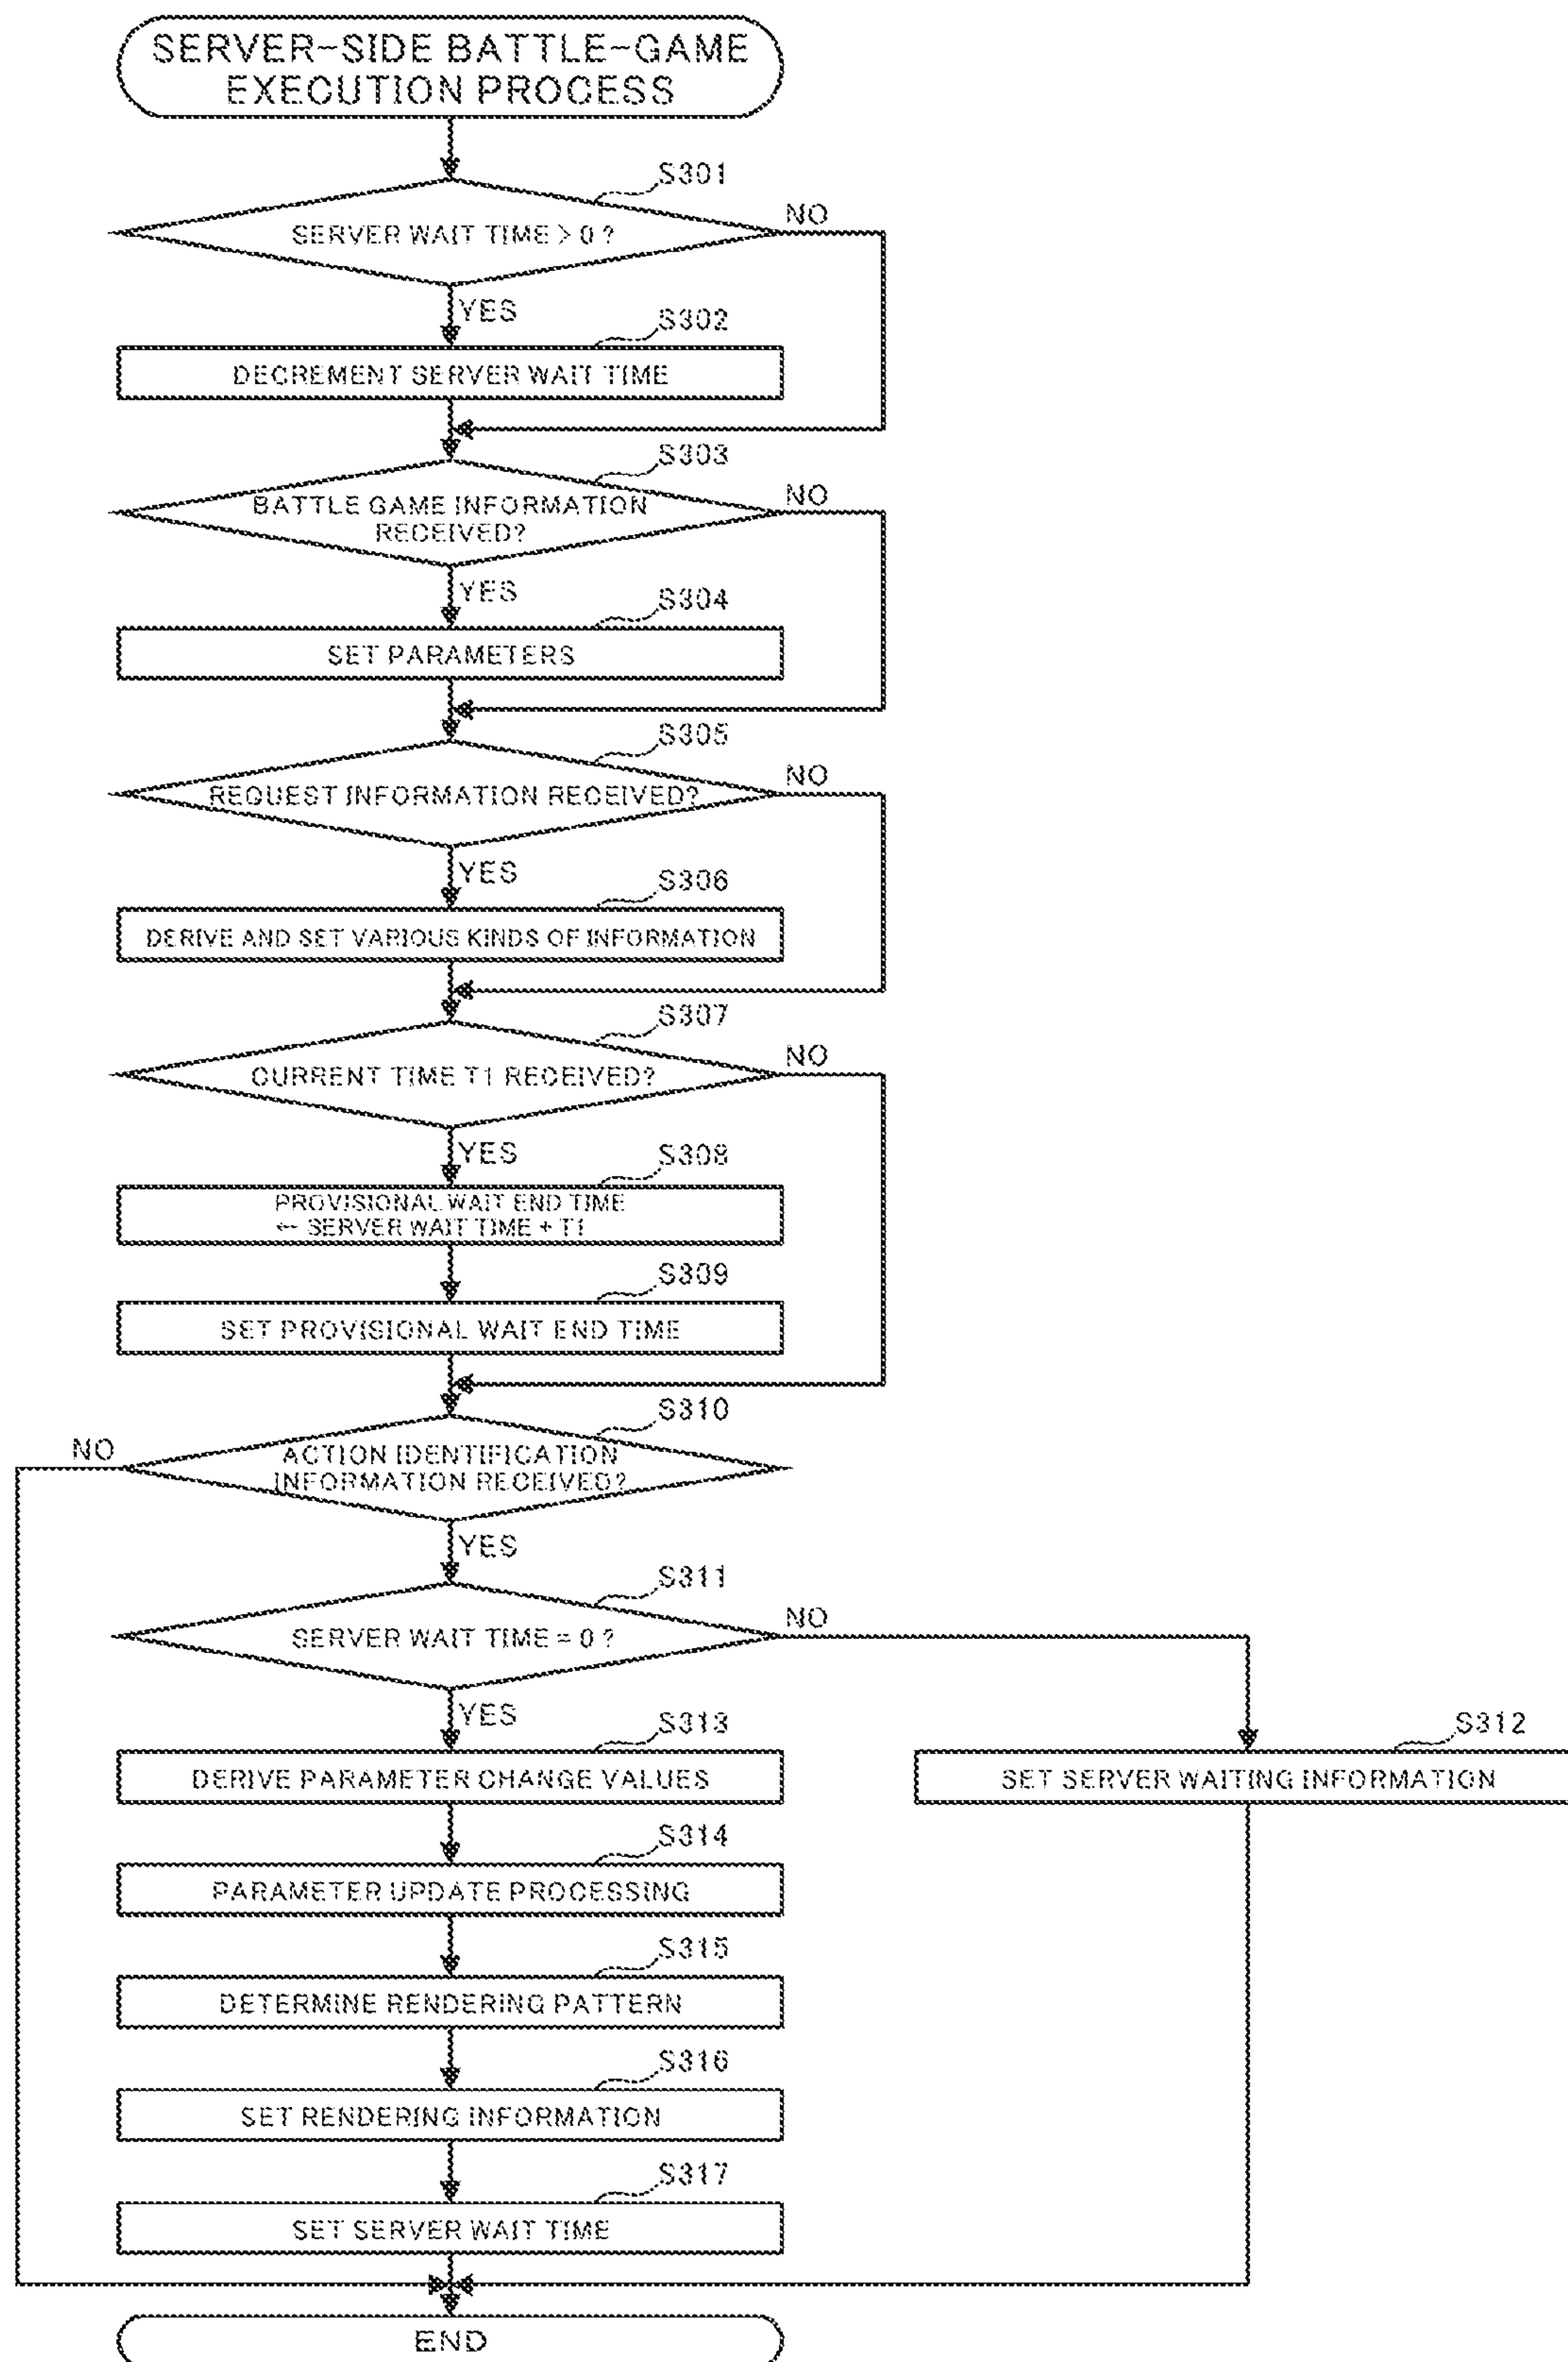 SERVER-SIDE BATTLE-GAME
EXECUTION PROCESS
S301
SERVER WAIT TIME > 0 ?
NO
YES
S302
DECREMENT SERVER WAIT TIME
S303
BATTLE GAME INFORMATION
RECEIVED?
NO
YES
S304
SET PARAMETERS
S305
REQUEST INFORMATION RECEIVED?
NO
YES
S306
DERIVE AND SET VARIOUS KINDS OF INFORMATION
S307
CURRENT TIME T1 RECEIVED?
NO
YES
S308
PROVISIONAL WAIT END TIME
← SERVER WAIT TIME + T1
S309
SET PROVISIONAL WAIT END TIME
S310
NO
ACTION IDENTIFICATION
INFORMATION RECEIVED?
YES
S311
SERVER WAIT TIME = 0 ?
NO
YES
S313
DERIVE PARAMETER CHANGE VALUES
S312
SET SERVER WAITING INFORMATION
S314
PARAMETER UPDATE PROCESSING
S315
DETERMINE RENDERING PATTERN
S316
SET RENDERING INFORMATION
S317
SET SERVER WAIT TIME
END